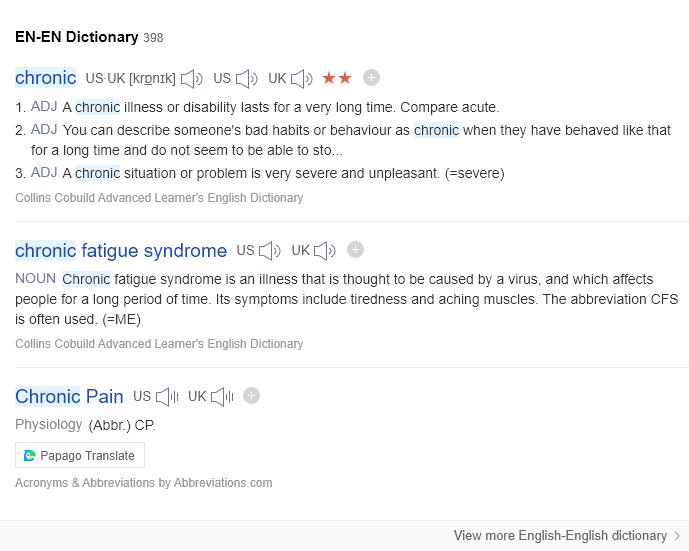 EN-EN Dictionary 398
chronic US·UK [krɒnɪk] US UK
1. ADJ A chronic illness or disability lasts for a very long time. Compare acute.
2. ADJ You can describe someone's bad habits or behaviour as chronic when they have behaved like that
for a long time and do not seem to be able to sto...
3. ADJ A chronic situation or problem is very severe and unpleasant. (=severe)
Collins Cobuild Advanced Learner's English Dictionary
chronic fatigue syndrome US UK
NOUN Chronic fatigue syndrome is an illness that is thought to be caused by a virus, and which affects
people for a long period of time. Its symptoms include tiredness and aching muscles. The abbreviation CFS
is often used. (=ME)
Collins Cobuild Advanced Learner's English Dictionary
Chronic Pain US UK
Physiology (Abbr.) CP.
Papago Translate
Acronyms & Abbreviations by Abbreviations.com
View more English-English dictionary